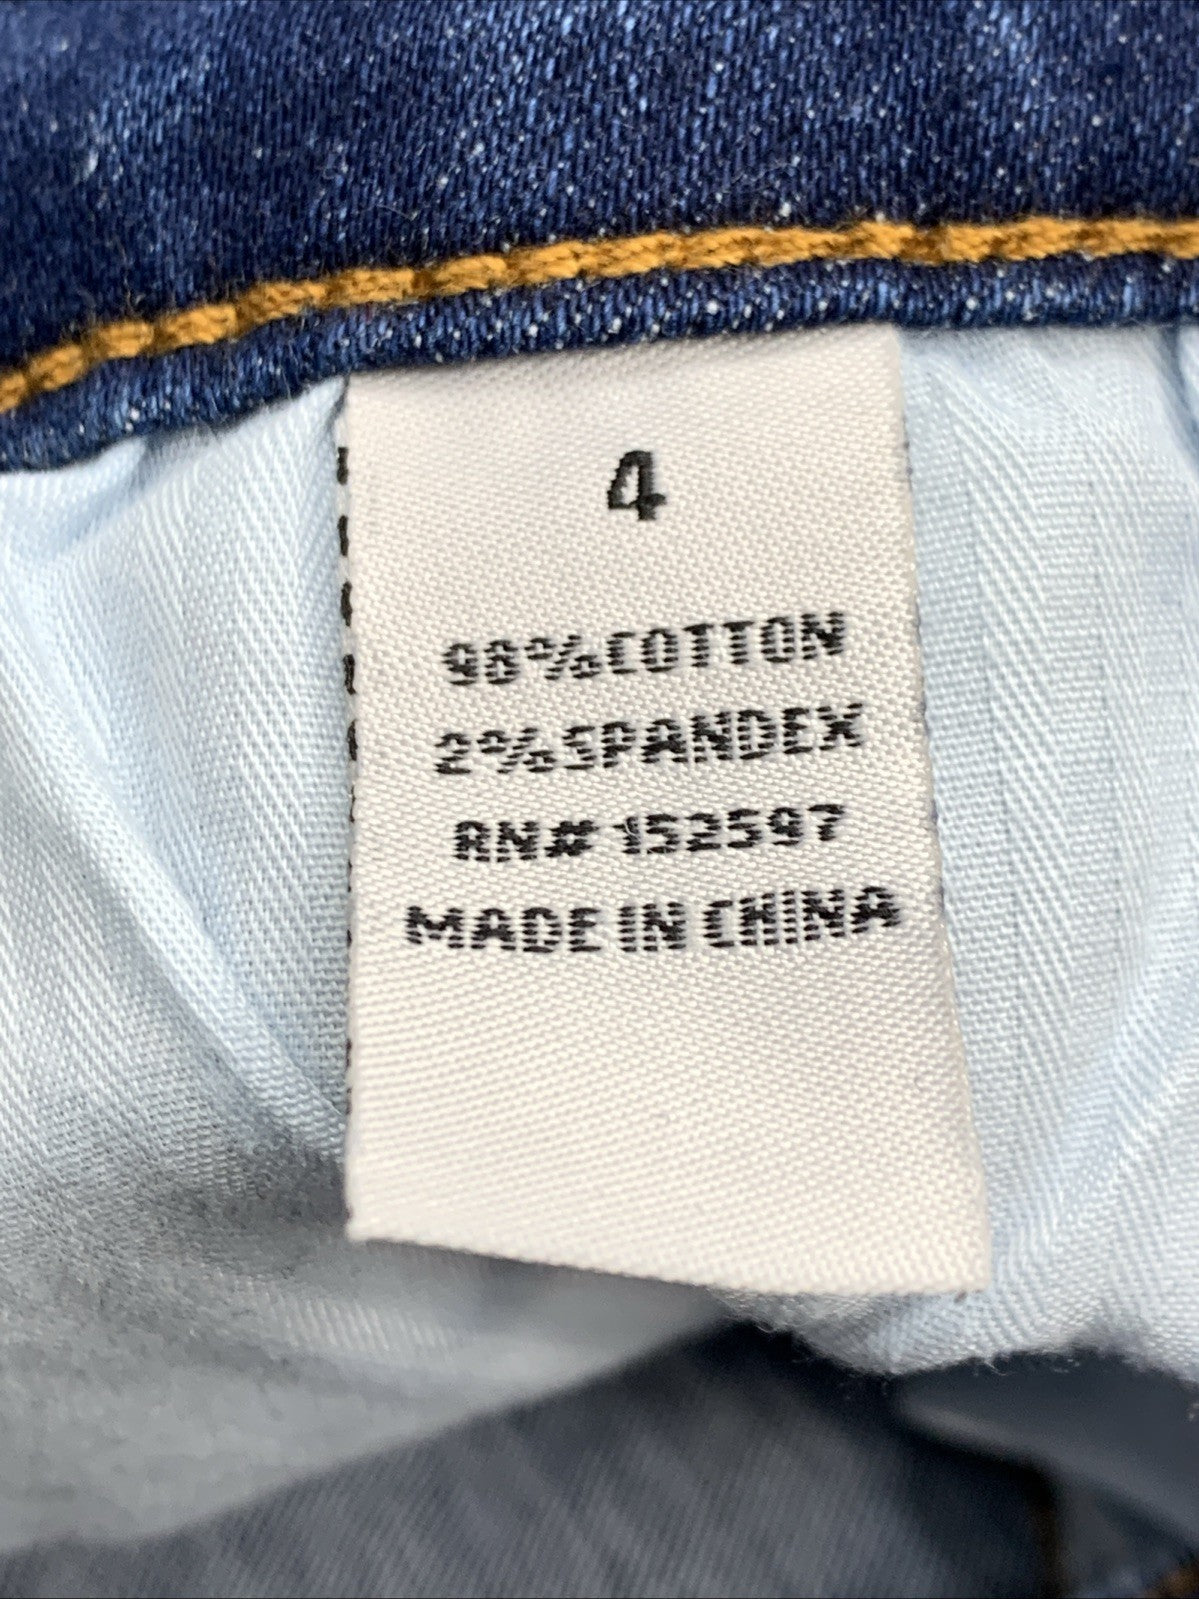 4
98%COTTON
2%SPANDEX
RN# 152597
MADE IN CHINA